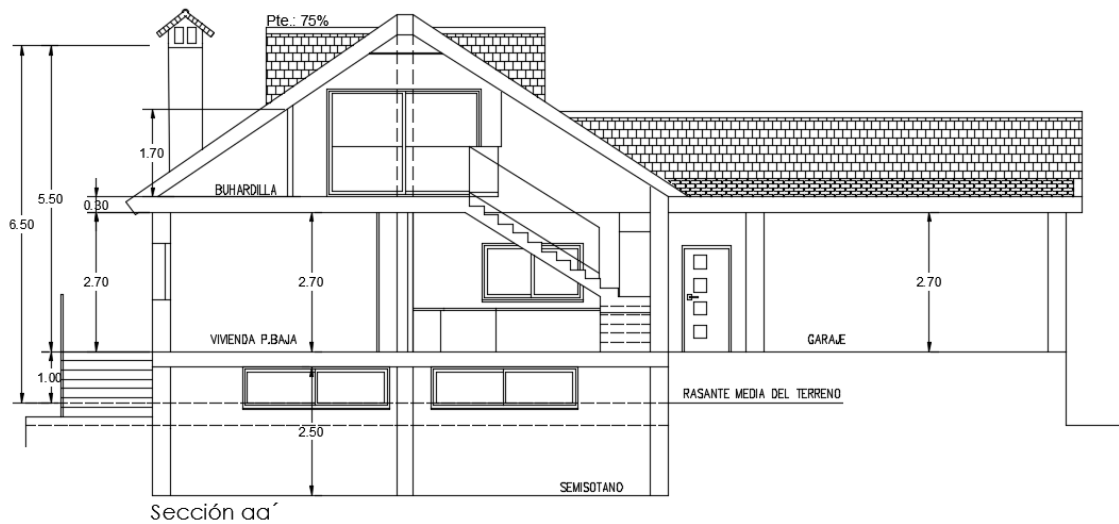 Pte.: 75%
1.70
5.50
BUHARDILLA
0.30
6.50
2.70
2.70
2.70
VIVIENDA P.BAJA
GARAJE
1.00
RASANTE MEDIA DEL TERRENO
2.50
SEMISOTANO
Sección aa´